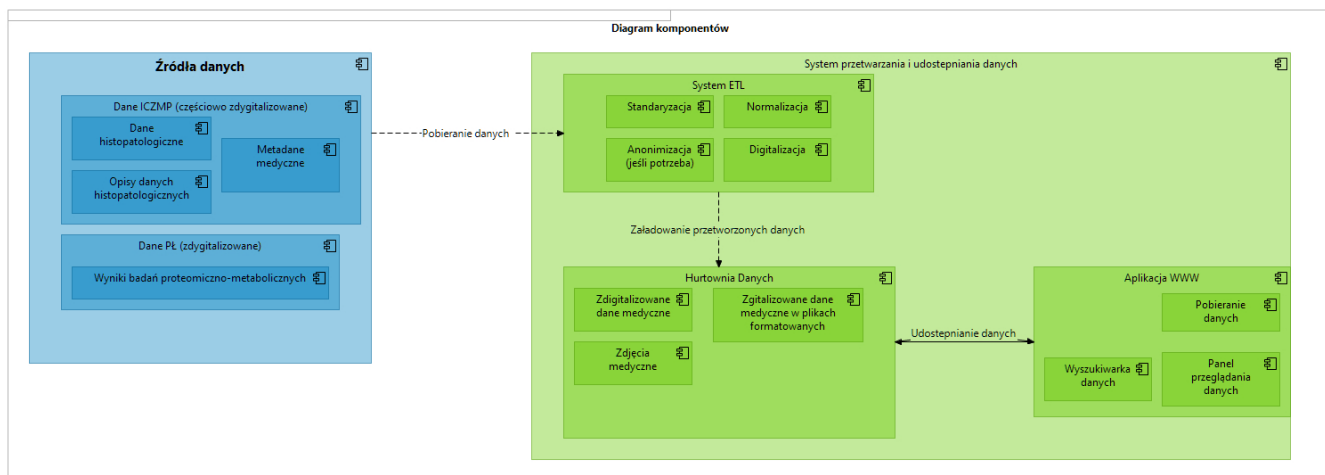 Diagram komponentów
Źródła danych
Dane ICZMP (częściowo zdygitalizowane)
Dane
histopatologiczne
Metadane
medyczne
Opisy danych
histopatologicznych
Dane PŁ (zdygitalizowane)
Wyniki badań proteomiczno-metabolicznych
Pobieranie danych
System przetwarzania i udostepniania danych
System ETL
Standaryzacja
Normalizacja
Anonimizacja
(jeśli potrzeba)
Digitalizacja
Załadowanie przetworzonych danych
Hurtownia Danych
Zdigitalizowane
dane medyczne
Zgitalizowane dane
medyczne w plikach
formatowanych
Zdjęcia
medyczne
Udostepnianie danych
Aplikacja WWW
Pobieranie
danych
Wyszukiwarka
danych
Panel
przeglądania
danych